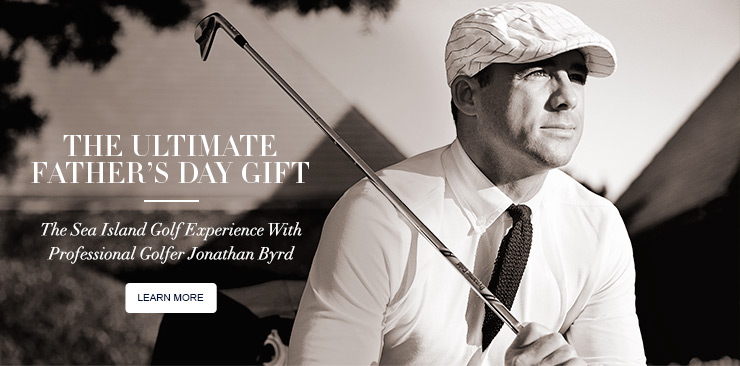 THE ULTIMATE
FATHER'S DAY GIFT
The Sea Island Golf Experience With
Professional Golfer Jonathan Byrd
LEARN MORE